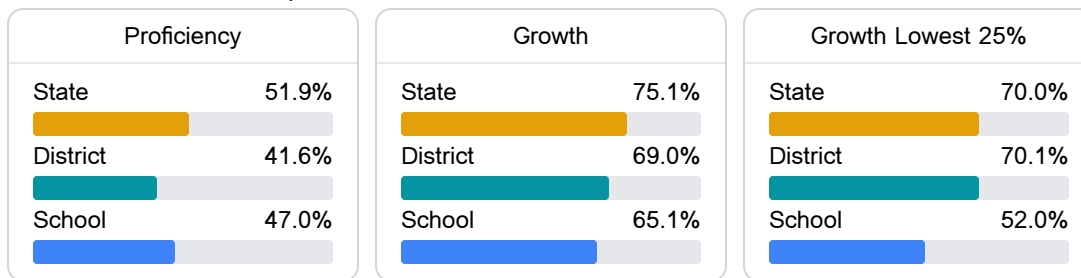 Proficiency
State 51.9%
District 41.6%
School 47.0%
Growth
State 75.1%
District 69.0%
School 65.1%
Growth Lowest 25%
State 70.0%
District 70.1%
School 52.0%